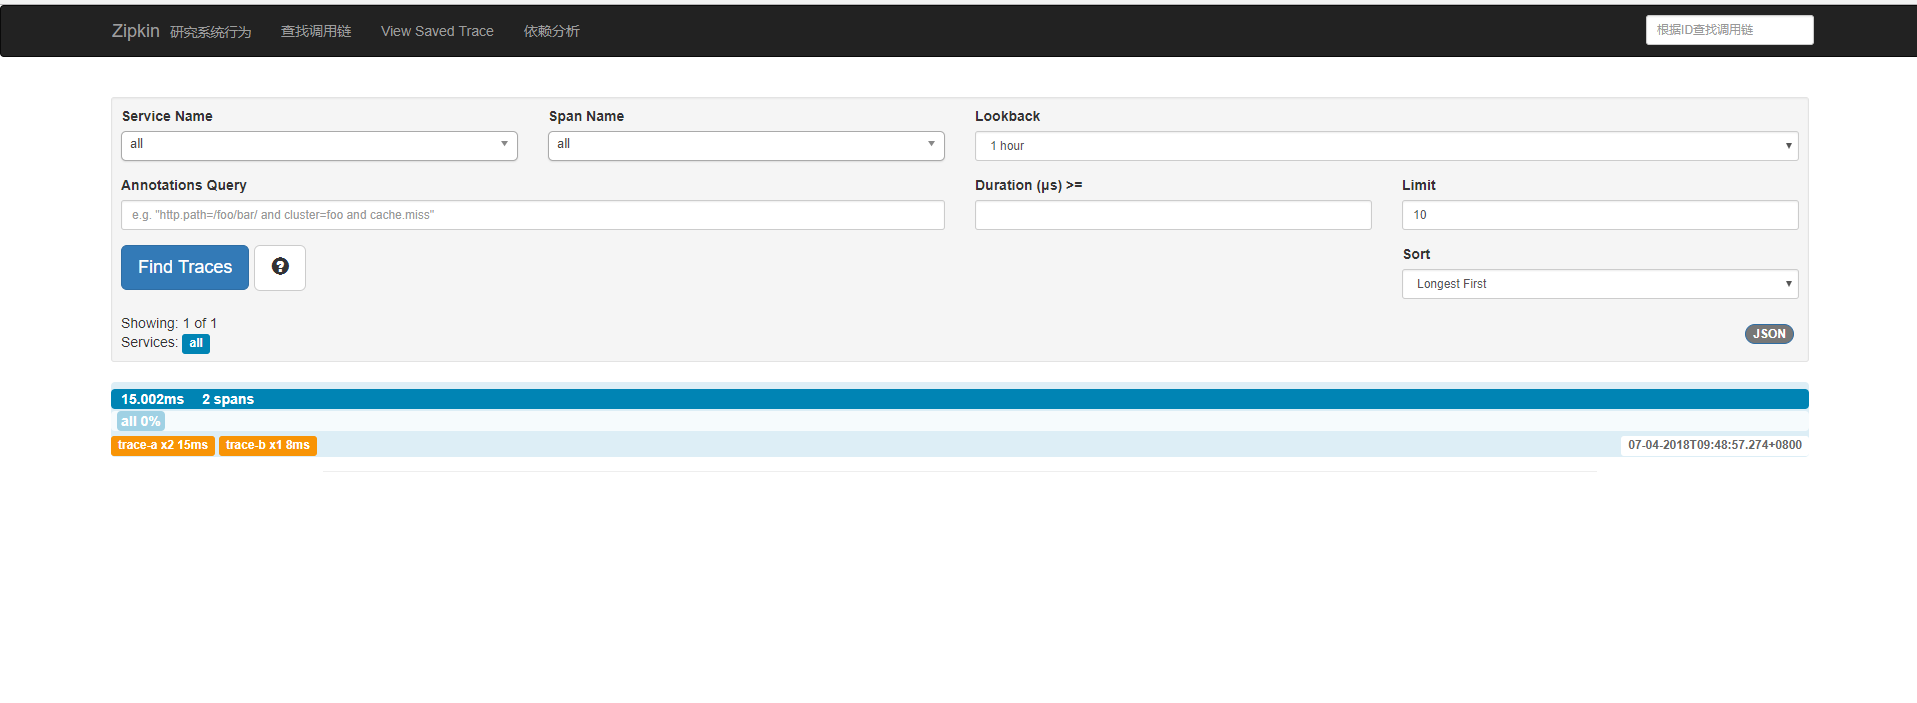 Zipkin 研究系统行为 查找调用链 View Saved Trace 依赖分析 根据ID查找调用链
Service Name Span Name Lookback
all all 1 hour
Annotations Query Duration (μs) >= Limit
e.g. "http.path=/foo/bar/ and cluster=foo and cache.miss" 10
Find Traces ? Sort
Longest First
Showing: 1 of 1
Services: all JSON
15.002ms 2 spans
all 0%
trace-a x2 15ms trace-b x1 8ms 07-04-2018T09:48:57.274+0800